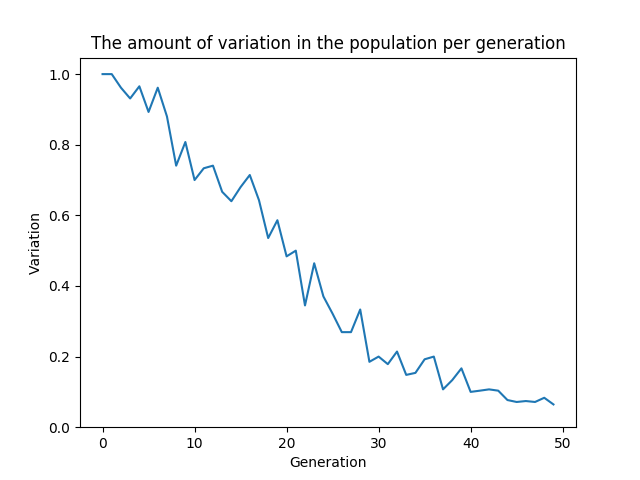 The amount of variation in the population per generation
1.0
0.8
0.6
0.4
0.2
0.0
Variation
0 10 20 30 40 50
Generation